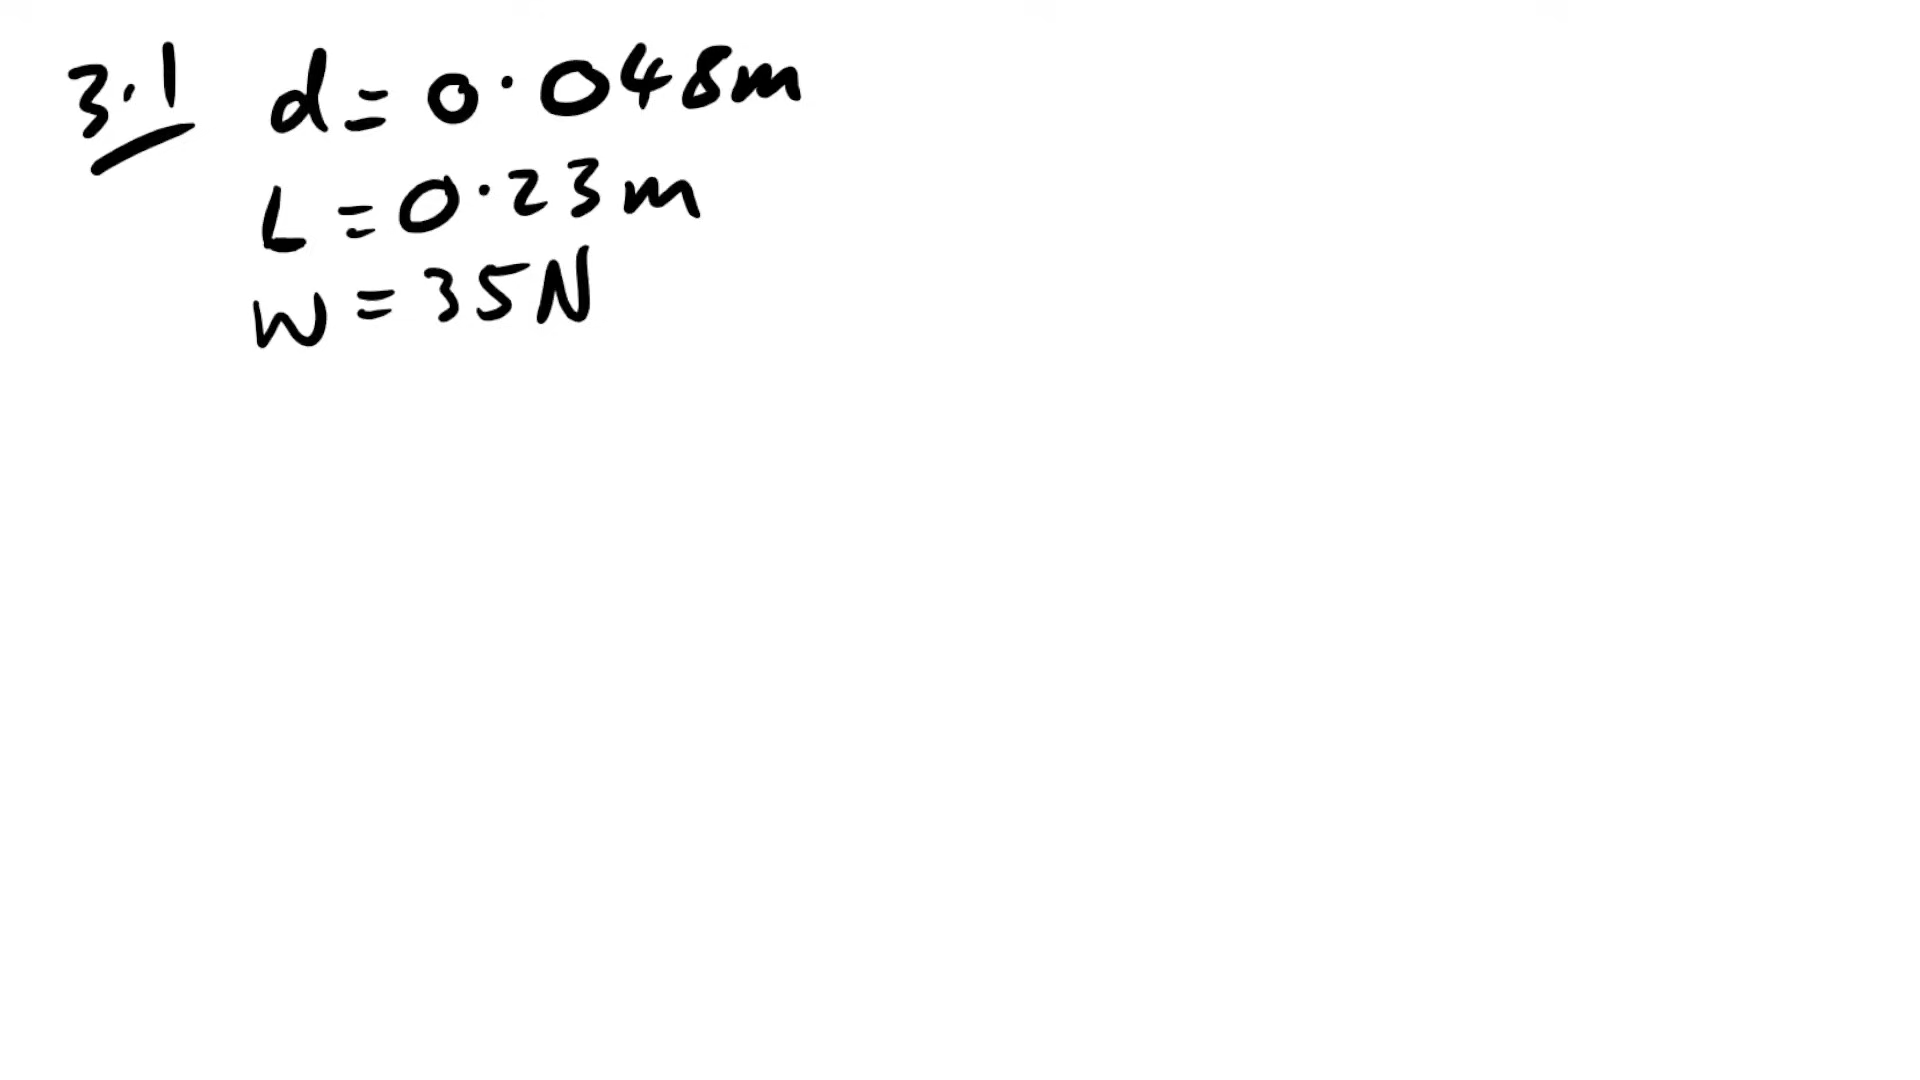 3.1 d = 0.048m
L = 0.23m
W = 35N